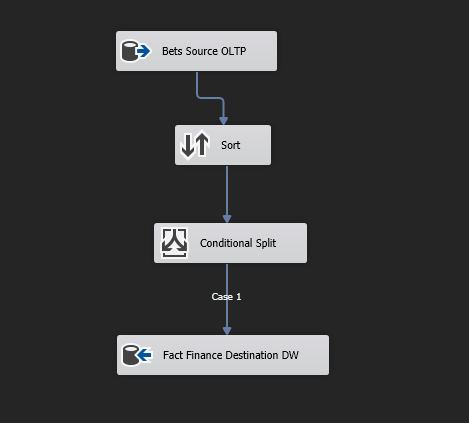 Bets Source OLTP
Sort
Conditional Split
Case 1
Fact Finance Destination DW